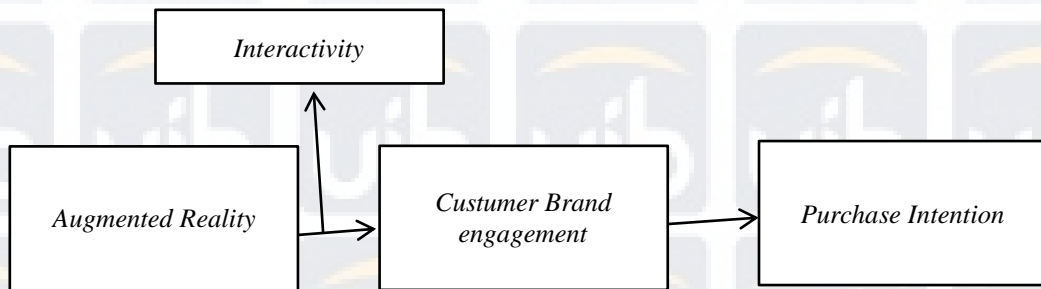 Interactivity
Augmented Reality
Custumer Brand
engagement
Purchase Intention